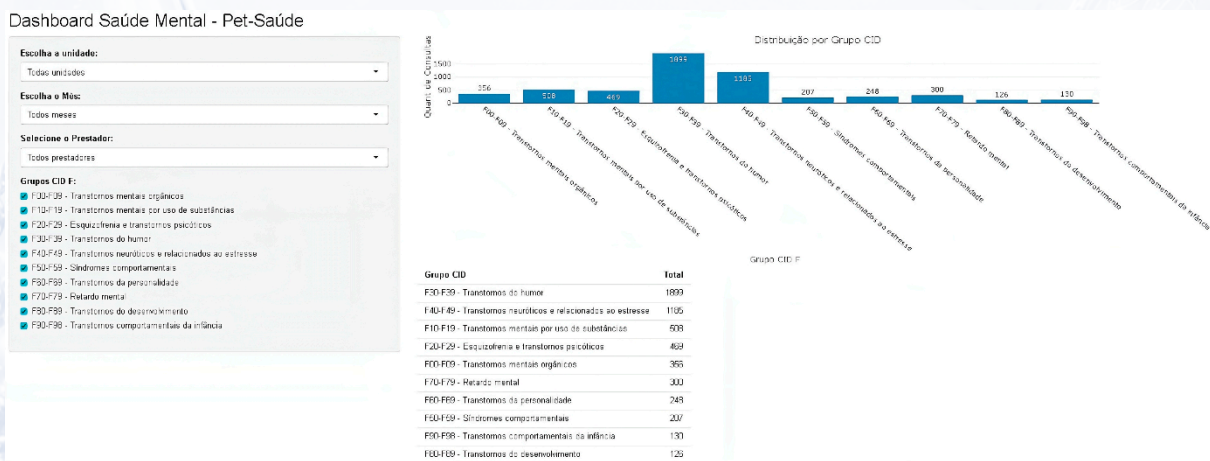 Dashboard Saúde Mental - Pet-Saúde
Escolha a unidade:
Todas unidades
Escolha o Mês:
Todos meses
Selecione o Prestador:
Todos prestadores
Grupos CID F:
F00-F09 - Transtornos mentais orgânicos
F10-F19 - Transtornos mentais por uso de substâncias
F20-F29 - Esquizofrenia e transtornos psicóticos
F30-F39 - Transtornos do humor
F40-F49 - Transtornos neuróticos e relacionados ao estresse
F50-F59 - Síndromes comportamentais
F60-F69 - Transtornos da personalidade
F70-F79 - Retardo mental
F80-F89 - Transtornos do desenvolvimento
F90-F98 - Transtornos comportamentais da infância
Distribuição por Grupo CID
Quant de Consultas
1500
1000
500
0
356
508
469
1899
1185
207
248
300
126
130
F00-F09 - Transtornos mentais orgânicos
F10-F19 - Transtornos mentais por uso de substâncias
F20-F29 - Esquizofrenia e transtornos psicóticos
F30-F39 - Transtornos do humor
F40-F49 - Transtornos neuróticos e relacionados ao estresse
F50-F59 - Síndromes comportamentais
F60-F69 - Transtornos da personalidade
F70-F79 - Retardo mental
F80-F89 - Transtornos do desenvolvimento
F90-F98 - Transtornos comportamentais da infância
Grupo CID F
Grupo CID Total
F30-F39 - Transtornos do humor 1899
F40-F49 - Transtornos neuróticos e relacionados ao estresse 1185
F10-F19 - Transtornos mentais por uso de substâncias 508
F20-F29 - Esquizofrenia e transtornos psicóticos 469
F00-F09 - Transtornos mentais orgânicos 356
F70-F79 - Retardo mental 300
F60-F69 - Transtornos da personalidade 248
F50-F59 - Síndromes comportamentais 207
F90-F98 - Transtornos comportamentais da infância 130
F80-F89 - Transtornos do desenvolvimento 126